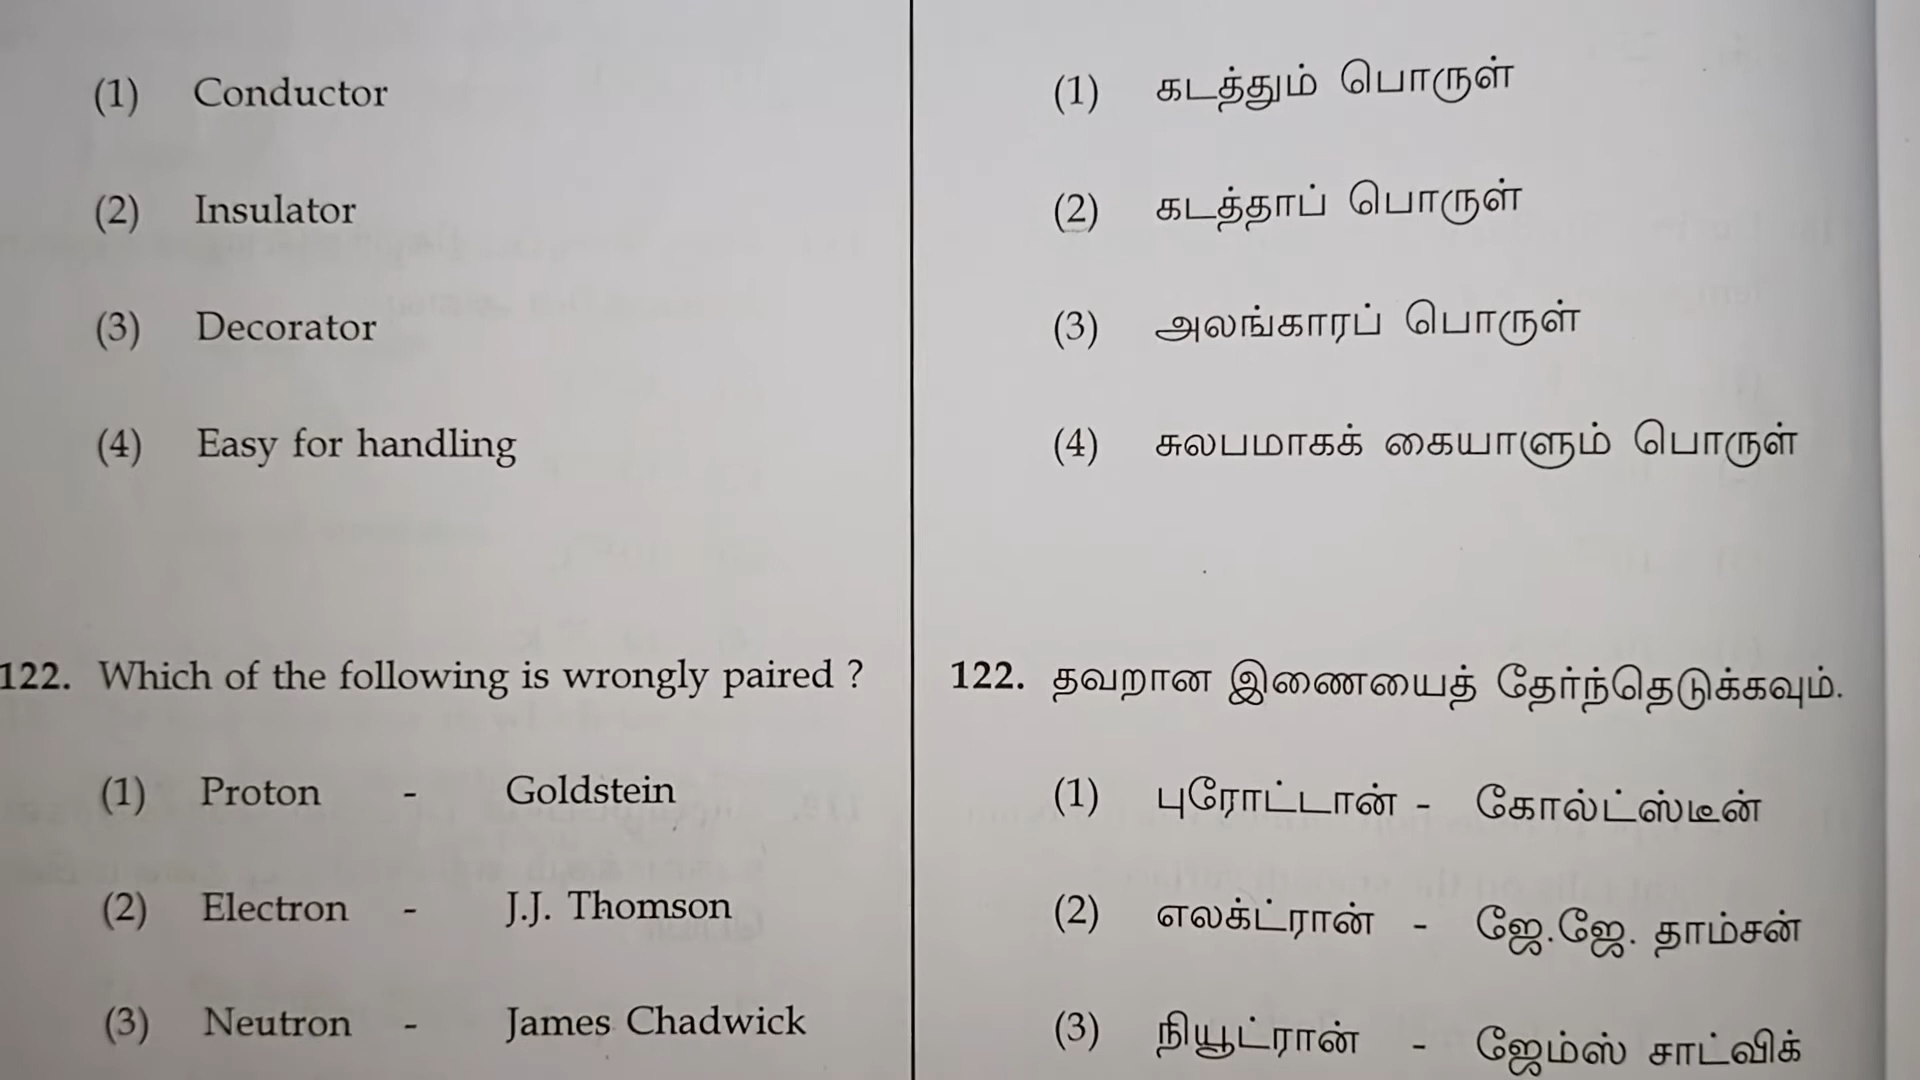 (1) Conductor
(2) Insulator
(3) Decorator
(4) Easy for handling
122. Which of the following is wrongly paired ?
(1) Proton - Goldstein
(2) Electron - J.J. Thomson
(3) Neutron - James Chadwick
(1) கடத்தும் பொருள்
(2) கடத்தாப் பொருள்
(3) அலங்காரப் பொருள்
(4) சுலபமாகக் கையாளும் பொருள்
122. தவறான இணையைத் தேர்ந்தெடுக்கவும்.
(1) புரோட்டான் - கோல்ட்ஸ்டீன்
(2) எலக்ட்ரான் - ஜே.ஜே. தாம்சன்
(3) நியூட்ரான் - ஜேம்ஸ் சாட்விக்